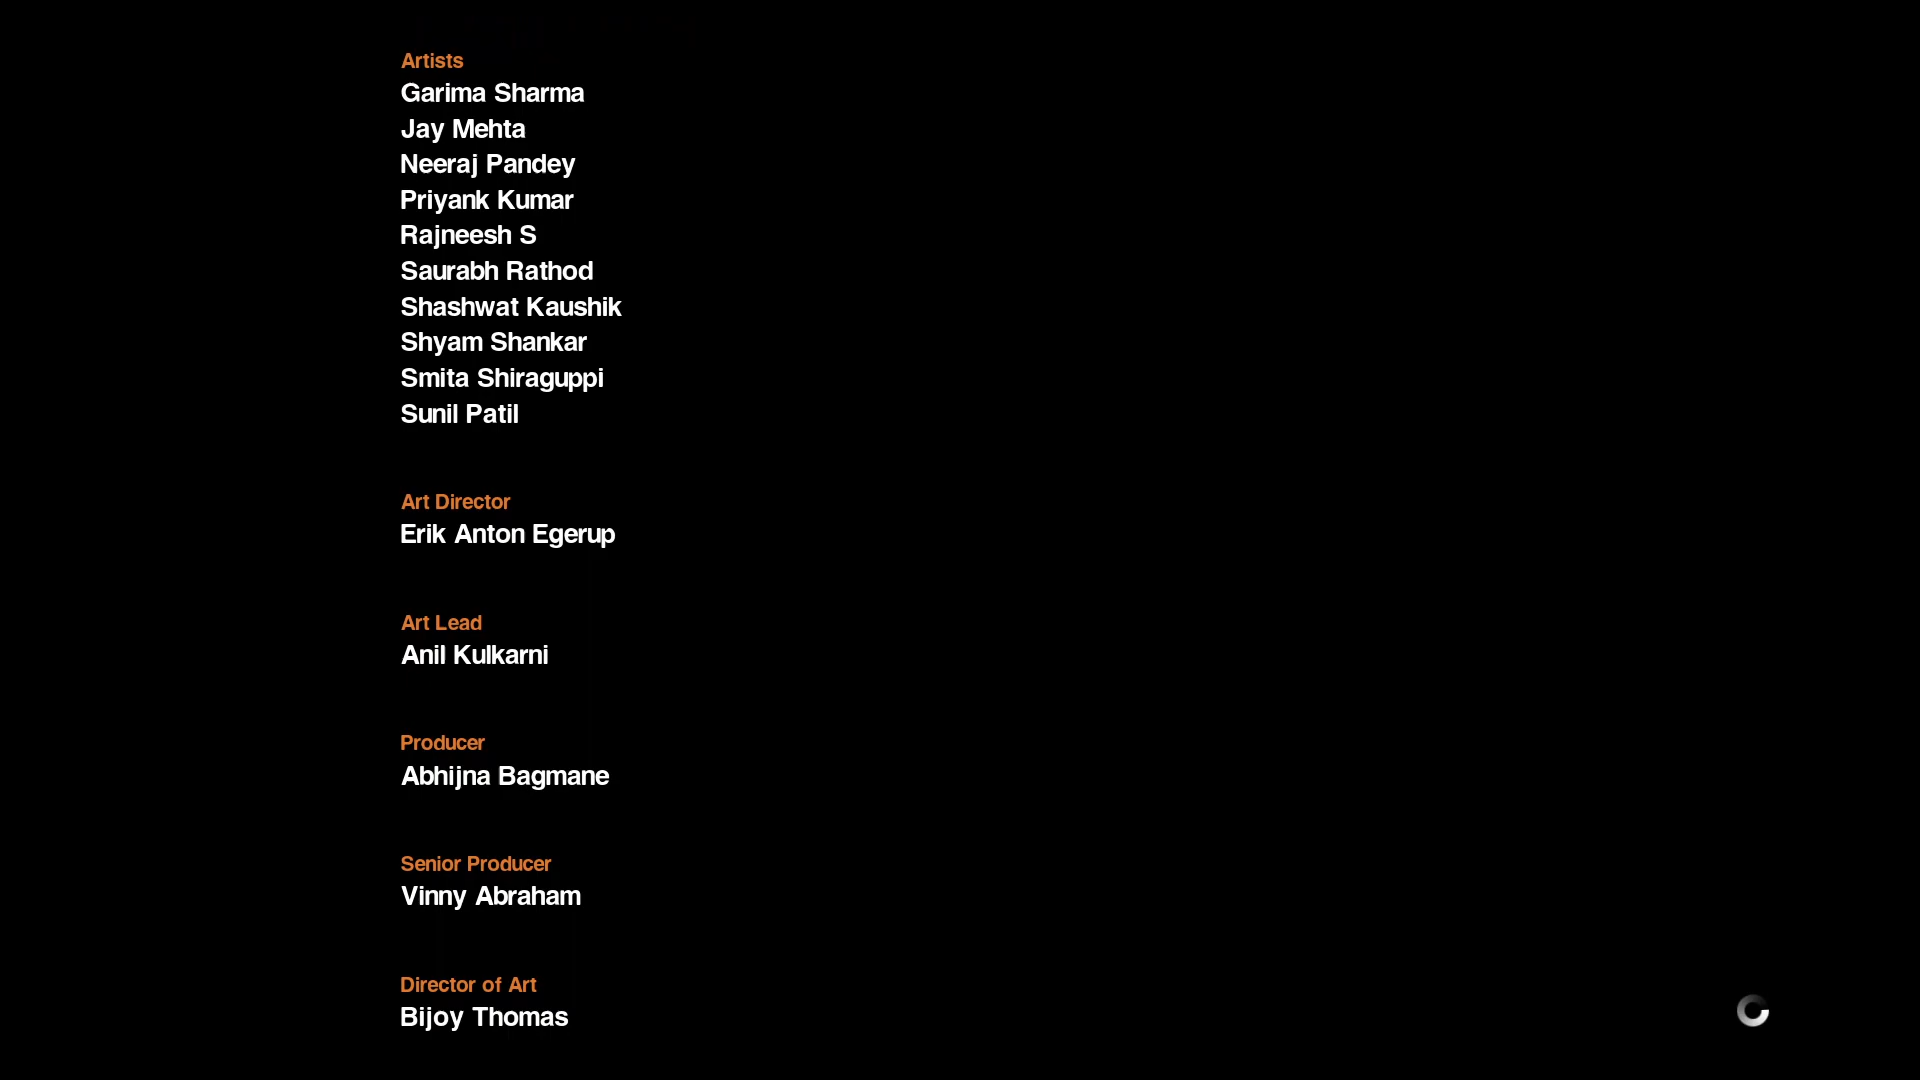 Artists
Garima Sharma
Jay Mehta
Neeraj Pandey
Priyank Kumar
Rajneesh S
Saurabh Rathod
Shashwat Kaushik
Shyam Shankar
Smita Shiraguppi
Sunil Patil
Art Director
Erik Anton Egerup
Art Lead
Anil Kulkarni
Producer
Abhijna Bagmane
Senior Producer
Vinny Abraham
Director of Art
Bijoy Thomas